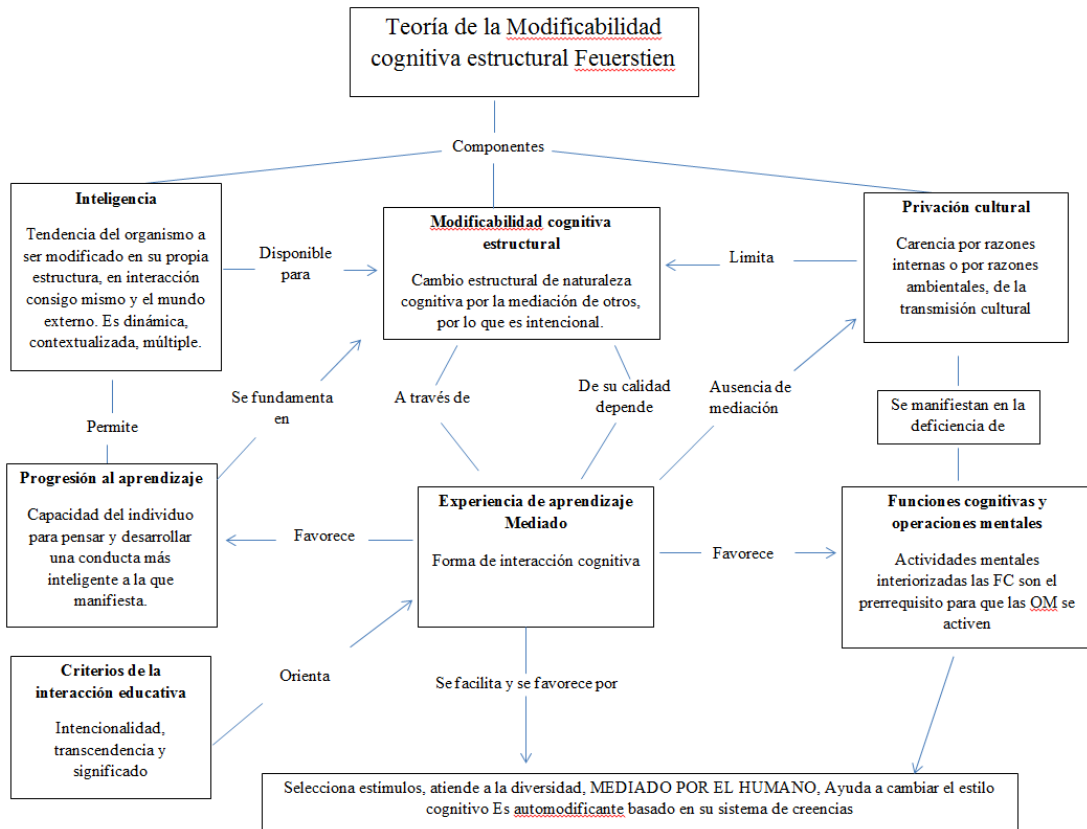 Teoría de la Modificabilidad
cognitiva estructural Feuerstien
Componentes
Inteligencia
Tendencia del organismo a
ser modificado en su propia
estructura, en interacción
consigo mismo y el mundo
externo. Es dinámica,
contextualizada, múltiple.
Disponible
para
Modificabilidad cognitiva
estructural
Cambio estructural de naturaleza
cognitiva por la mediación de otros,
por lo que es intencional.
Limita
Privación cultural
Carencia por razones
internas o por razones
ambientales, de la
transmisión cultural
Permite
Se fundamenta
en
A través de
De su calidad
depende
Ausencia de
mediación
Se manifiestan en la
deficiencia de
Progresión al aprendizaje
Capacidad del individuo
para pensar y desarrollar
una conducta más
inteligente a la que
manifiesta.
Favorece
Experiencia de aprendizaje
Mediado
Forma de interacción cognitiva
Favorece
Funciones cognitivas y
operaciones mentales
Actividades mentales
interiorizadas las FC son el
prerrequisito para que las OM se
activen
Criterios de la
interacción educativa
Intencionalidad,
transcendencia y
significado
Orienta
Se facilita y se favorece por
Selecciona estímulos, atiende a la diversidad, MEDIADO POR EL HUMANO, Ayuda a cambiar el estilo
cognitivo Es automodificante basado en su sistema de creencias